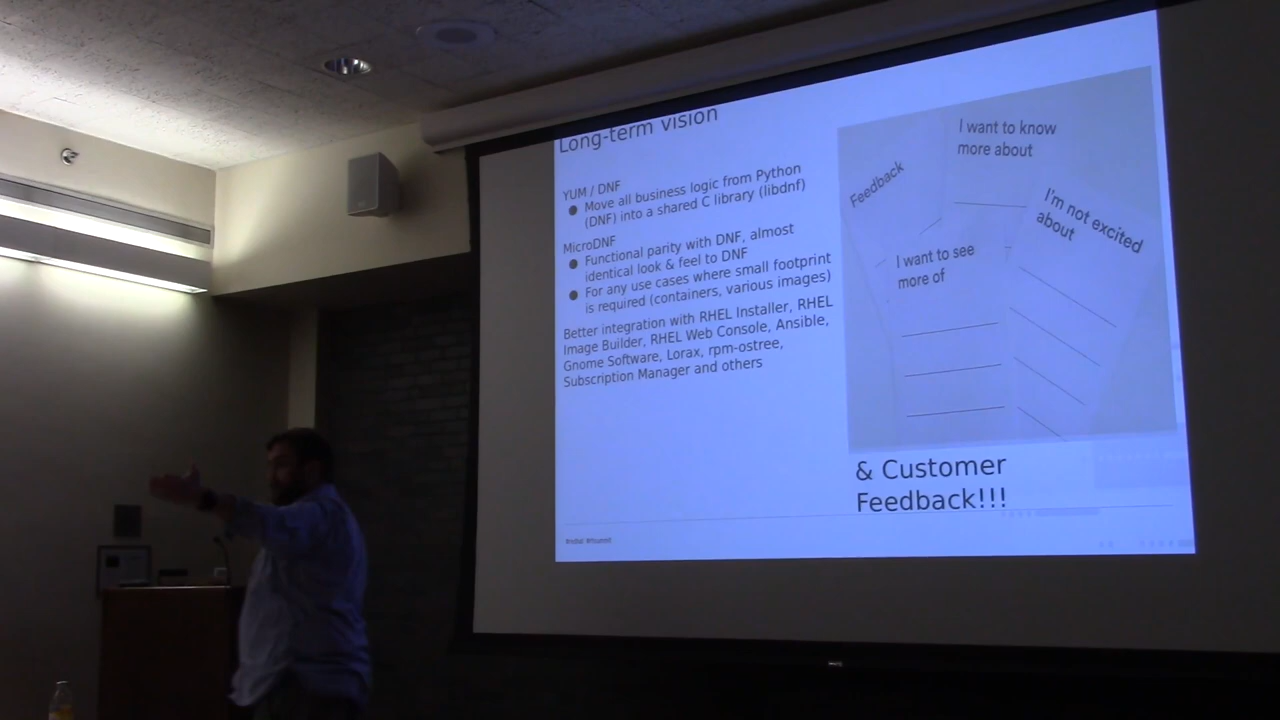 Long-term vision
YUM / DNF
● Move all business logic from Python
(DNF) into a shared C library (libdnf)
MicroDNF
● Functional parity with DNF, almost
identical look & feel to DNF
● For any use cases where small footprint
is required (containers, various images)
Better integration with RHEL Installer, RHEL
Image Builder, RHEL Web Console, Ansible,
Gnome Software, Lorax, rpm-ostree,
Subscription Manager and others
Feedback
I want to know
more about
I'm not excited
about
I want to see
more of
& Customer
Feedback!!!
#redhat #rhsummit